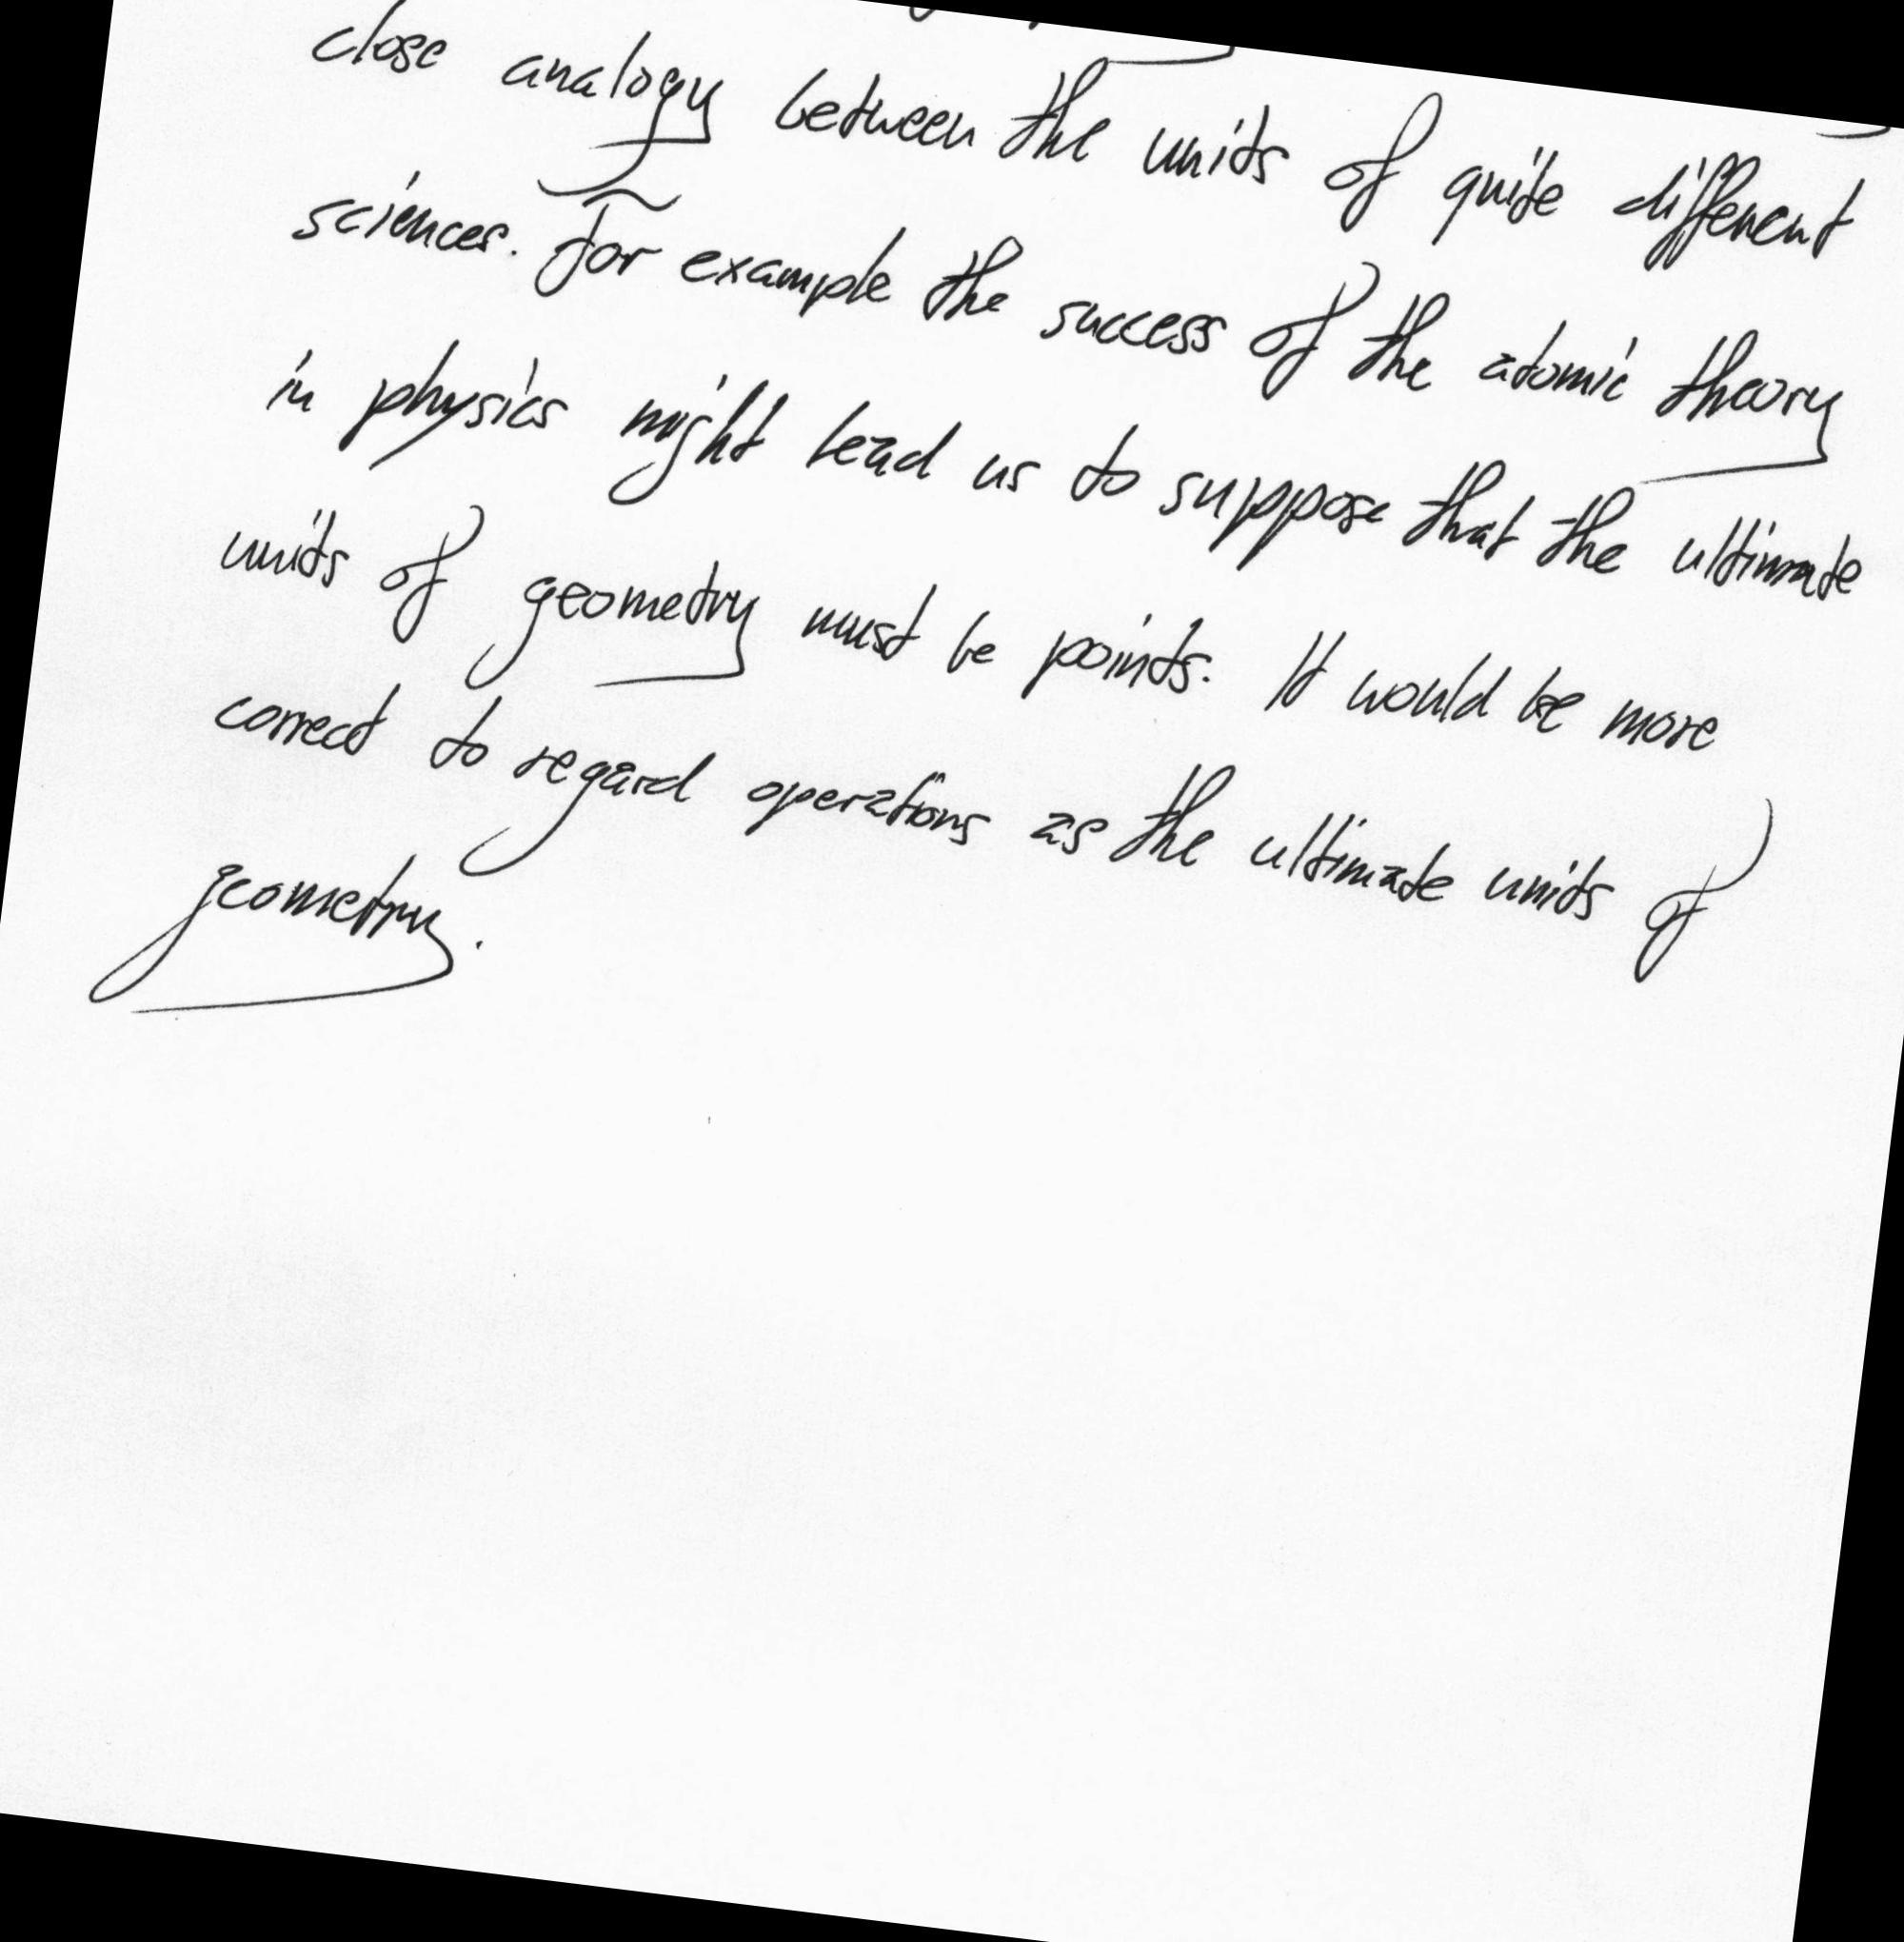 close analogy between the units of quite different
sciences. For example the success of the atomic theory
in physics might lead us to suppose that the ultimate
units of geometry must be points. It would be more
correct to regard operations as the ultimate units of
geometry.